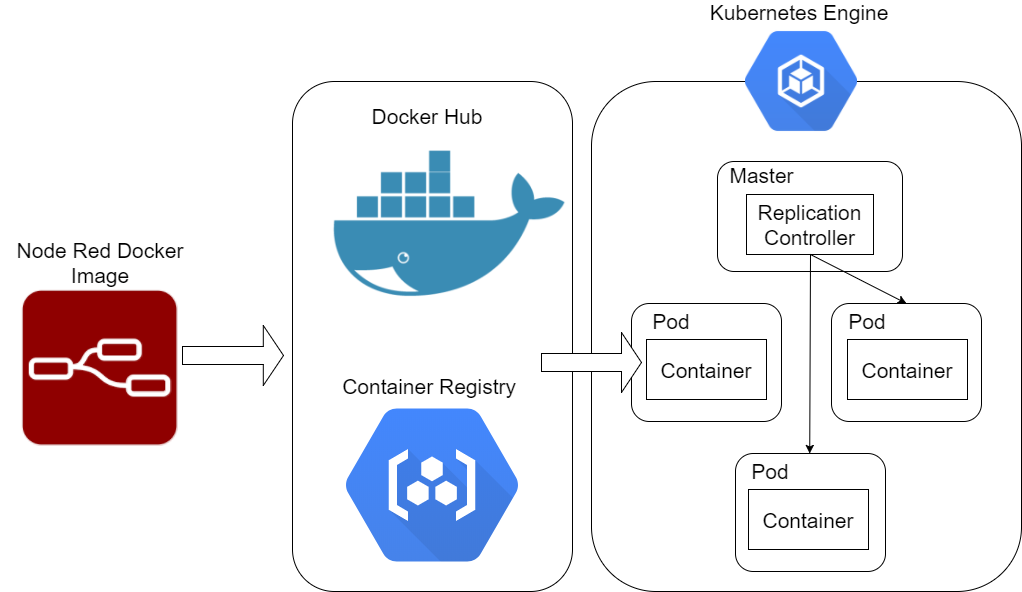 Kubernetes Engine
Docker Hub
Master
Replication
Controller
Node Red Docker
Image
Pod
Container
Pod
Container
Container Registry
Pod
Container